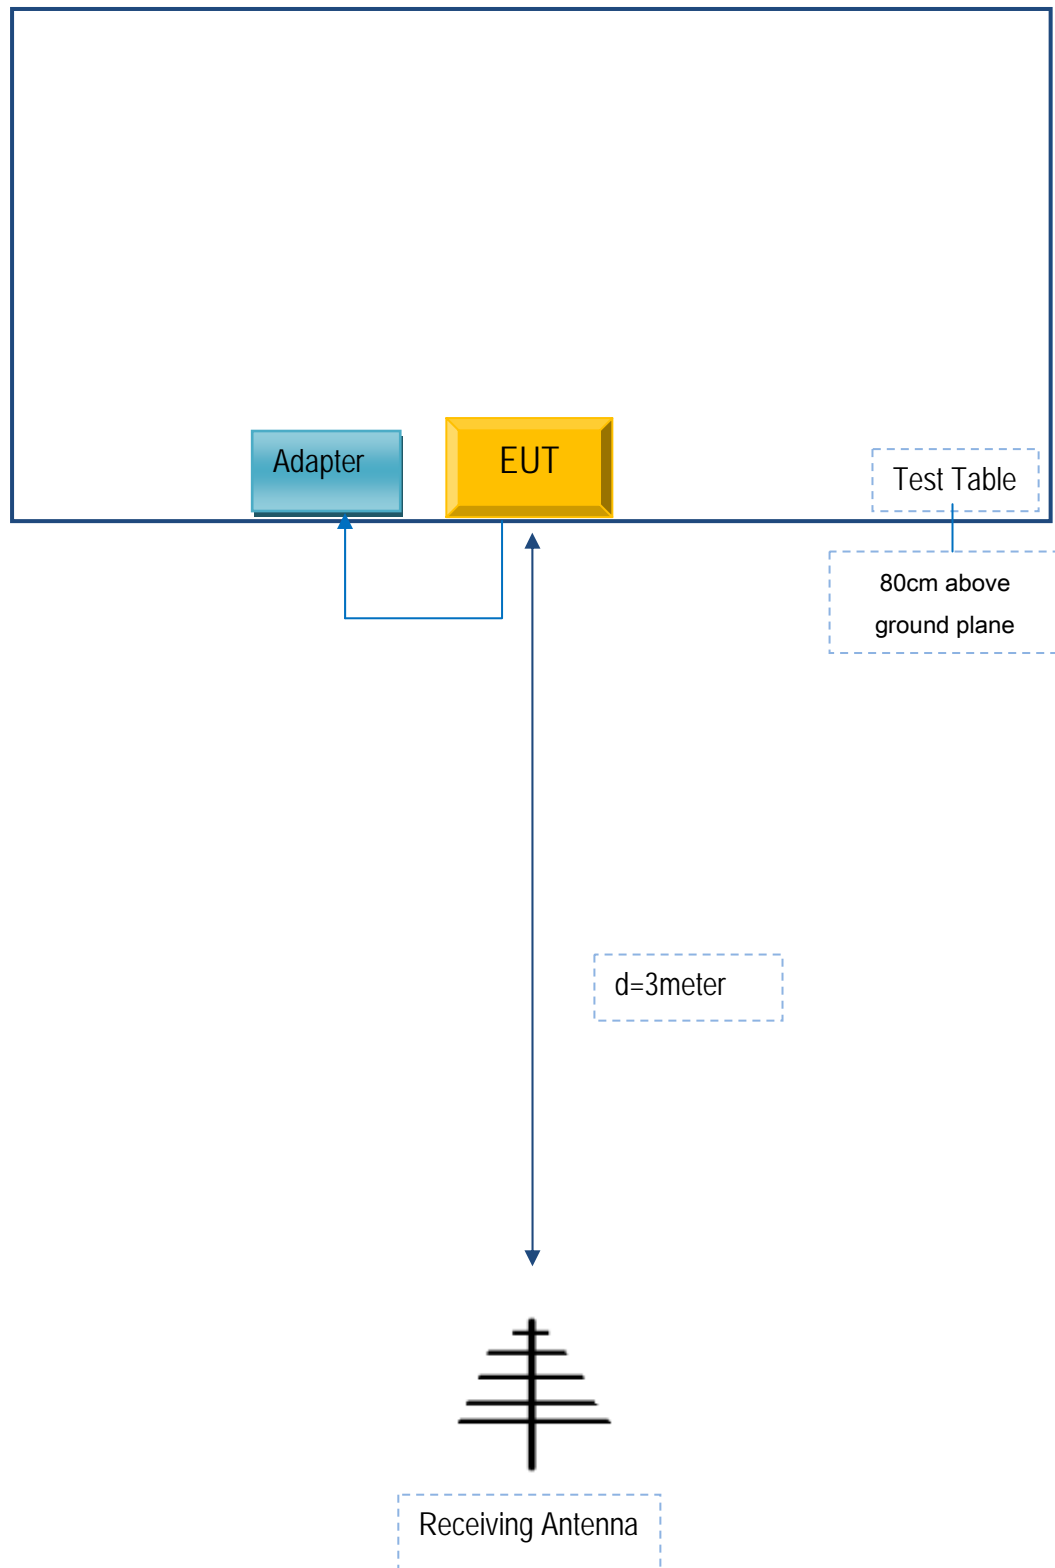 Adapter
EUT
Test Table
80cm above
ground plane
d=3meter
Receiving Antenna